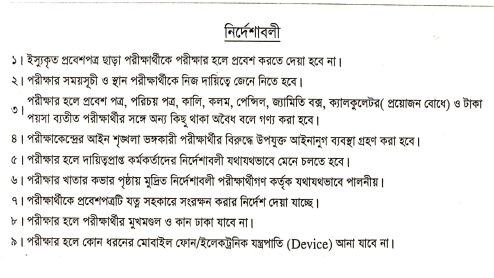 নির্দেশাবলী
১। ইস্যুকৃত প্রবেশপত্র ছাড়া পরীক্ষার্থীকে পরীক্ষার হলে প্রবেশ করতে দেয়া হবে না।
২। পরীক্ষার সময়সূচী ও স্থান পরীক্ষার্থীকে নিজ দায়িত্বে জেনে নিতে হবে।
৩। পরীক্ষার হলে প্রবেশ পত্র, পরিচয় পত্র, কালি, কলম, পেন্সিল, জ্যামিতি বক্স, ক্যালকুলেটর( প্রয়োজন বোধে) ও টাকা
পয়সা ব্যতীত পরীক্ষার্থীর সঙ্গে অন্য কিছু থাকা অবৈধ বলে গণ্য করা হবে।
৪। পরীক্ষাকেন্দ্রের আইন শৃঙ্খলা ভঙ্গকারী পরীক্ষার্থীর বিরুদ্ধে উপযুক্ত আইনানুগ ব্যবস্থা গ্রহণ করা হবে।
৫। পরীক্ষার হলে দায়িত্বপ্রাপ্ত কর্মকর্তাদের নির্দেশাবলী যথাযথভাবে মেনে চলতে হবে।
৬। পরীক্ষার খাতার কভার পৃষ্ঠায় মুদ্রিত নির্দেশাবলী পরীক্ষার্থীগণ কর্তৃক যথাযথভাবে পালনীয়।
৭। পরীক্ষার্থীকে প্রবেশপত্রটি যত্ন সহকারে সংরক্ষন করার নির্দেশ দেয়া যাচ্ছে।
৮। পরীক্ষার হলে পরীক্ষার্থীর মুখমণ্ডল ও কান ঢাকা যাবে না।
৯। পরীক্ষার হলে কোন ধরনের মোবাইল ফোন/ইলেকট্রনিক যন্ত্রপাতি (Device) আনা যাবে না।